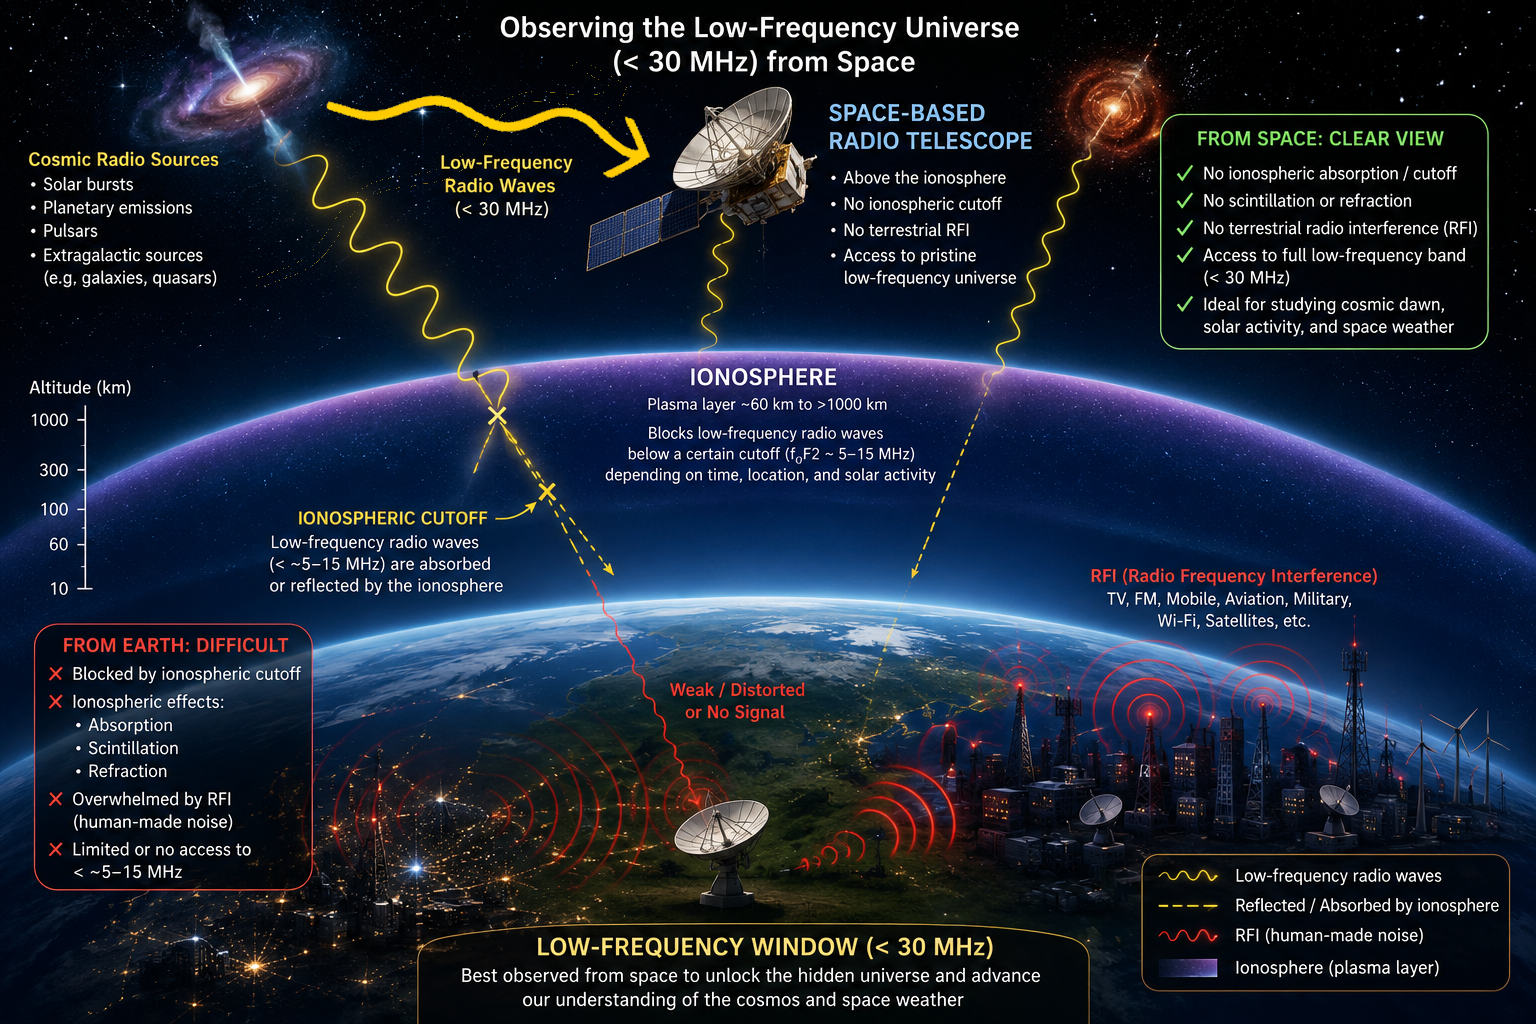 Observing the Low-Frequency Universe
(< 30 MHz) from Space
Cosmic Radio Sources
• Solar bursts
• Planetary emissions
• Pulsars
• Extragalactic sources
(e.g, galaxies, quasars)
Low-Frequency
Radio Waves
(< 30 MHz)
SPACE-BASED
RADIO TELESCOPE
• Above the ionosphere
• No ionospheric cutoff
• No terrestrial RFI
• Access to pristine
low-frequency universe
FROM SPACE: CLEAR VIEW
✓ No ionospheric absorption / cutoff
✓ No scintillation or refraction
✓ No terrestrial radio interference (RFI)
✓ Access to full low-frequency band
(< 30 MHz)
✓ Ideal for studying cosmic dawn,
solar activity, and space weather
Altitude (km)
1000
300
100
60
10
IONOSPHERE
Plasma layer ~60 km to >1000 km
Blocks low-frequency radio waves
below a certain cutoff (f₀F2 ~ 5–15 MHz)
depending on time, location, and solar activity
IONOSPHERIC CUTOFF
Low-frequency radio waves
(< ~5–15 MHz) are absorbed
or reflected by the ionosphere
RFI (Radio Frequency Interference)
TV, FM, Mobile, Aviation, Military,
Wi-Fi, Satellites, etc.
FROM EARTH: DIFFICULT
✕ Blocked by ionospheric cutoff
✕ Ionospheric effects:
• Absorption
• Scintillation
• Refraction
✕ Overwhelmed by RFI
(human-made noise)
✕ Limited or no access to
< ~5–15 MHz
Weak / Distorted
or No Signal
Low-frequency radio waves
Reflected / Absorbed by ionosphere
RFI (human-made noise)
Ionosphere (plasma layer)
LOW-FREQUENCY WINDOW (< 30 MHz)
Best observed from space to unlock the hidden universe and advance
our understanding of the cosmos and space weather